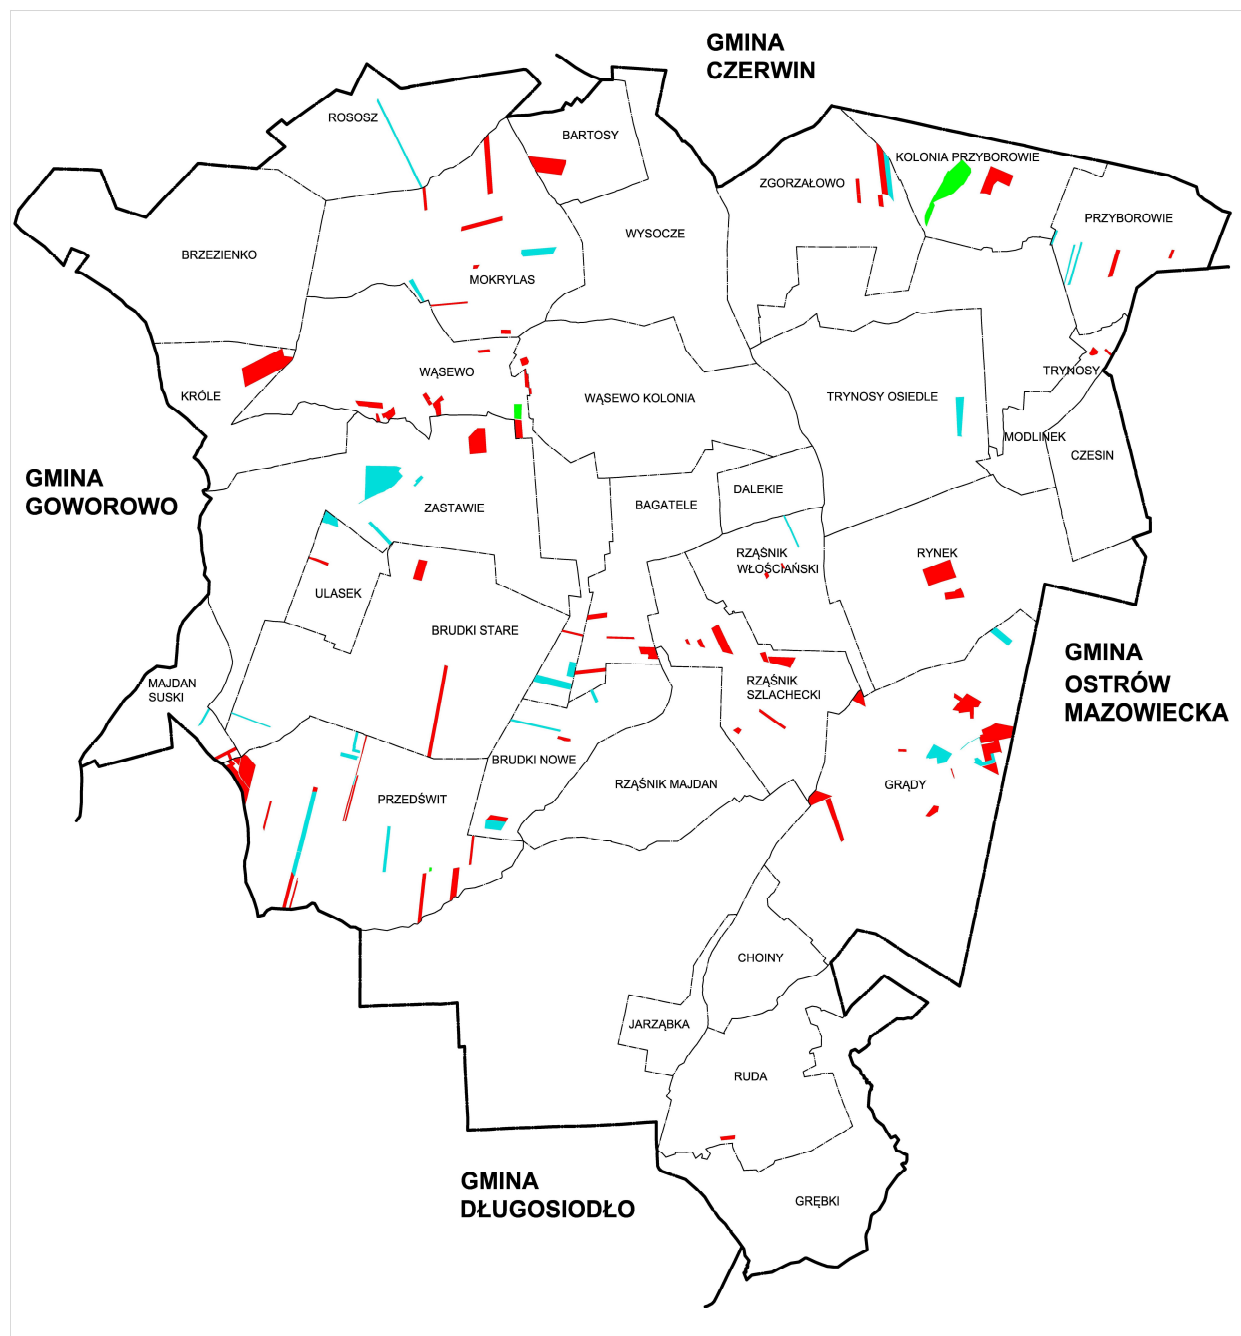 GMINA
CZERWIN
ROSOSZ
BARTOSY
KOLONIA PRZYBOROWIE
ZGORZAŁOWO
PRZYBOROWIE
WYSOCZE
BRZEZIENKO
MOKRYLAS
WĄSEWO
TRYNOSY
KRÓLE
WĄSEWO KOLONIA
TRYNOSY OSIEDLE
MODLINEK
CZESIN
GMINA
GOWOROWO
DALEKIE
BAGATELE
ZASTAWIE
RZĄŚNIK
WŁOŚCIAŃSKI
RYNEK
ULASEK
BRUDKI STARE
GMINA
OSTRÓW
MAZOWIECKA
MAJDAN
SUSKI
RZĄŚNIK
SZLACHECKI
BRUDKI NOWE
RZĄŚNIK MAJDAN
GRĄDY
PRZEDŚWIT
CHOINY
JARZĄBKA
RUDA
GMINA
DŁUGOSIODŁO
GRĘBKI